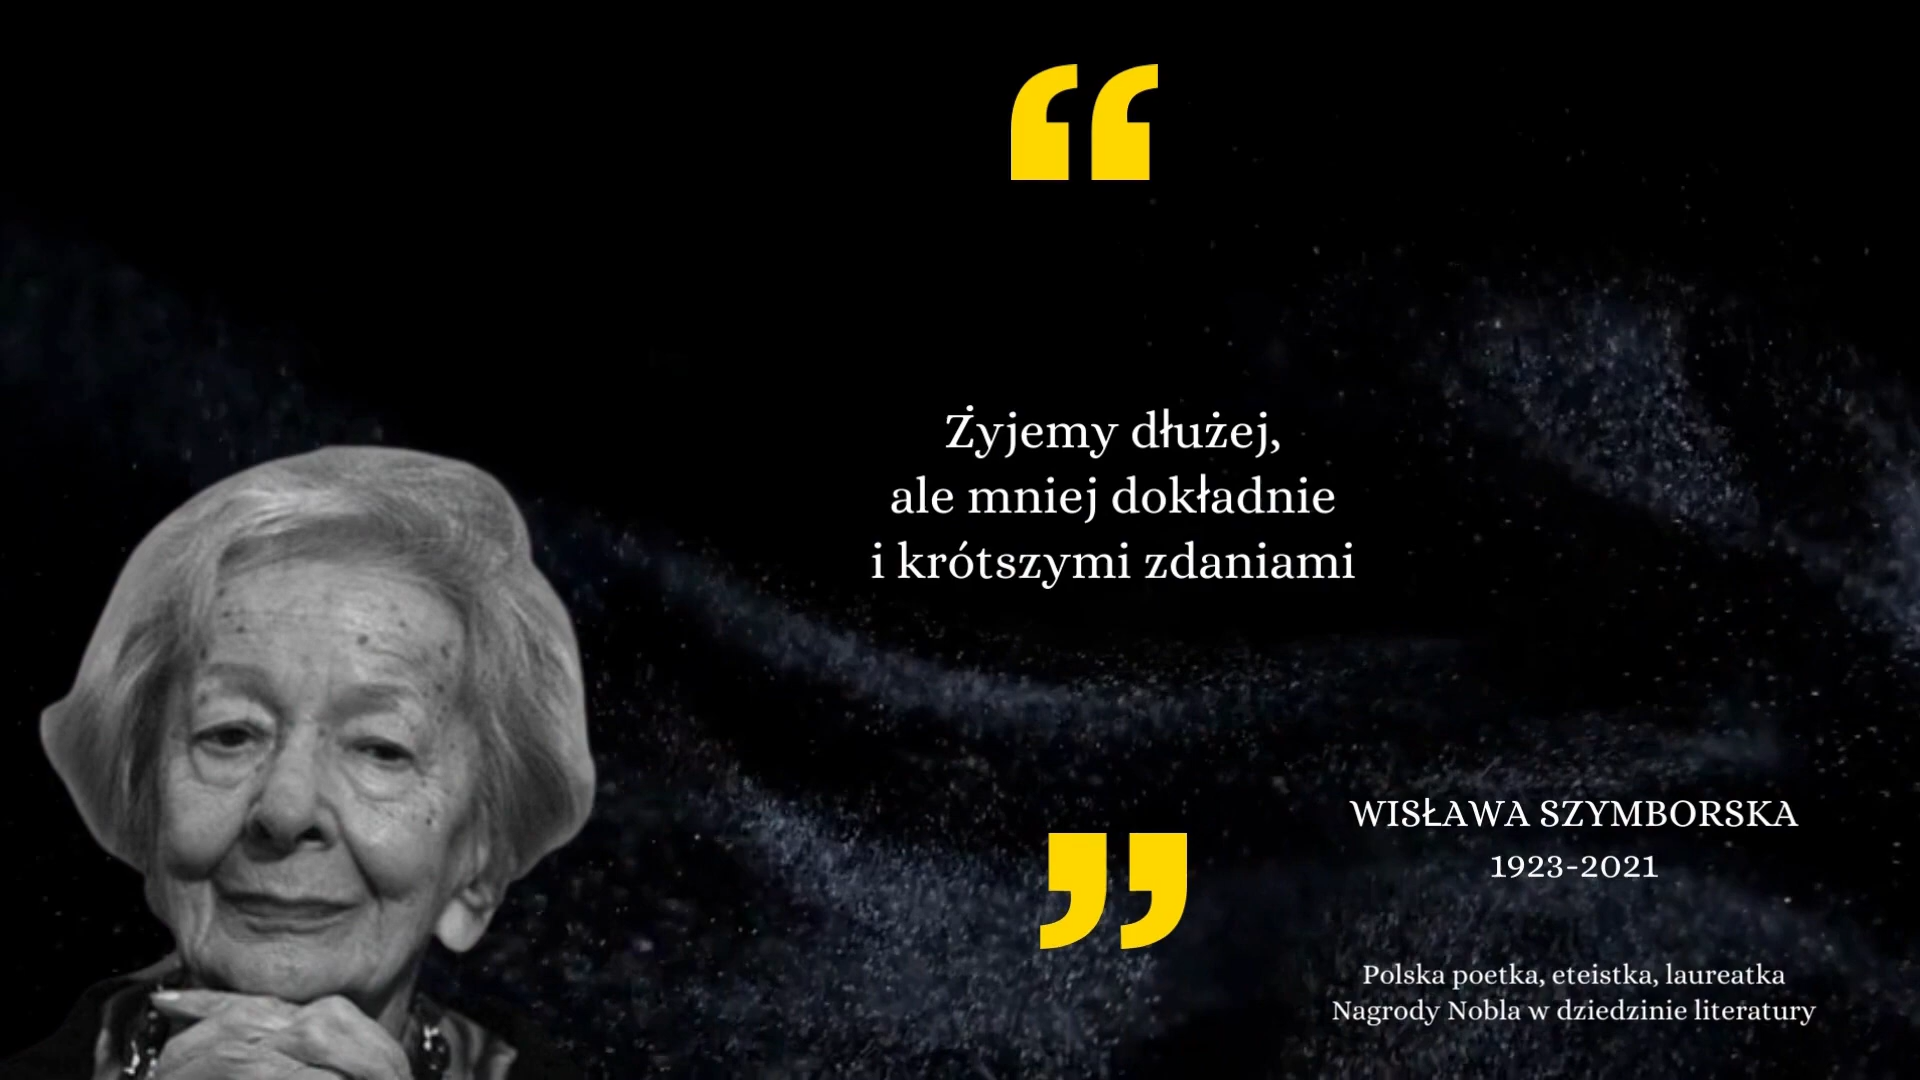 “
Żyjemy dłużej,
ale mniej dokładnie
i krótszymi zdaniami
”
WISŁAWA SZYMBORSKA
1923-2021
Polska poetka, eteistka, laureatka
Nagrody Nobla w dziedzinie literatury